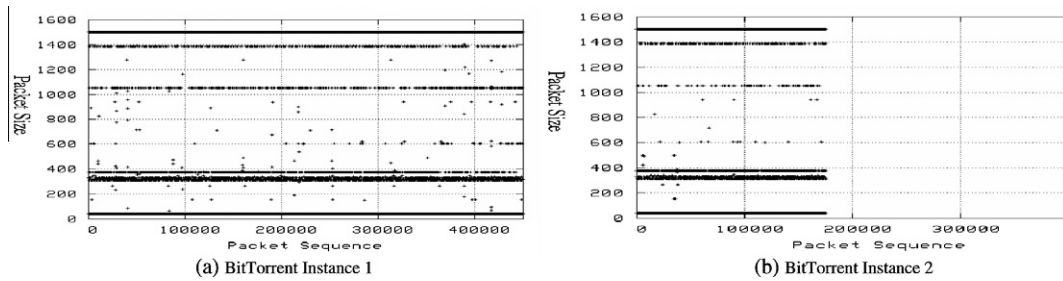 1600
1400
1200
1000
800
600
400
200
0
Packet Size
0 100000 200000 300000 400000
Packet Sequence
(a) BitTorrent Instance 1
1600
1400
1200
1000
800
600
400
200
0
Packet Size
0 100000 200000 300000
Packet Sequence
(b) BitTorrent Instance 2